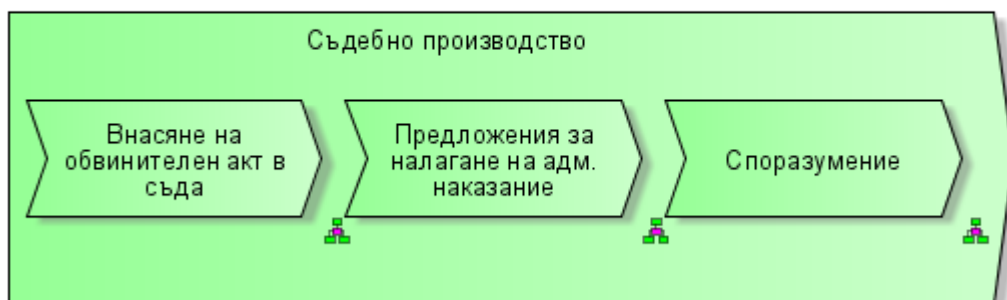 Съдебно производство
Внасяне на
обвинителен акт в
съда
Предложения за
налагане на адм.
наказание
Споразумение